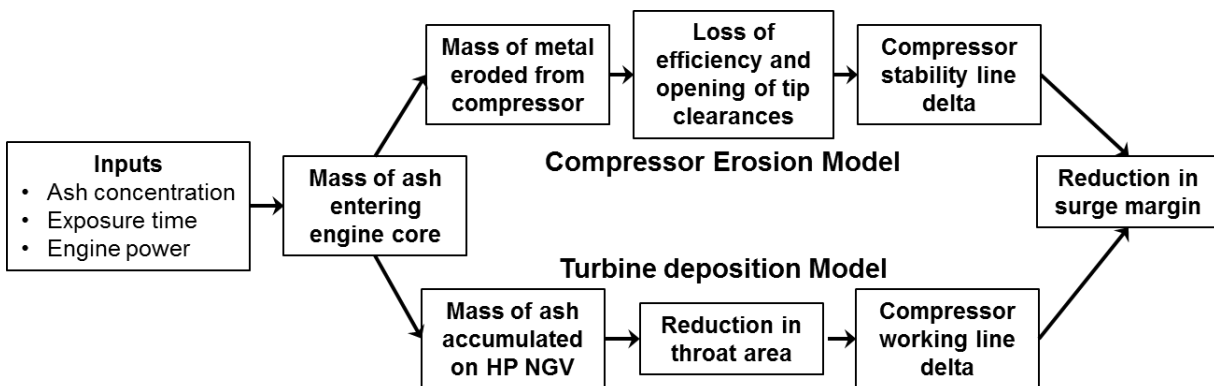 Inputs
• Ash concentration
• Exposure time
• Engine power
Mass of ash
entering
engine core
Mass of metal
eroded from
compressor
Loss of
efficiency and
opening of tip
clearances
Compressor
stability line
delta
Compressor Erosion Model
Reduction in
surge margin
Turbine deposition Model
Mass of ash
accumulated
on HP NGV
Reduction in
throat area
Compressor
working line
delta